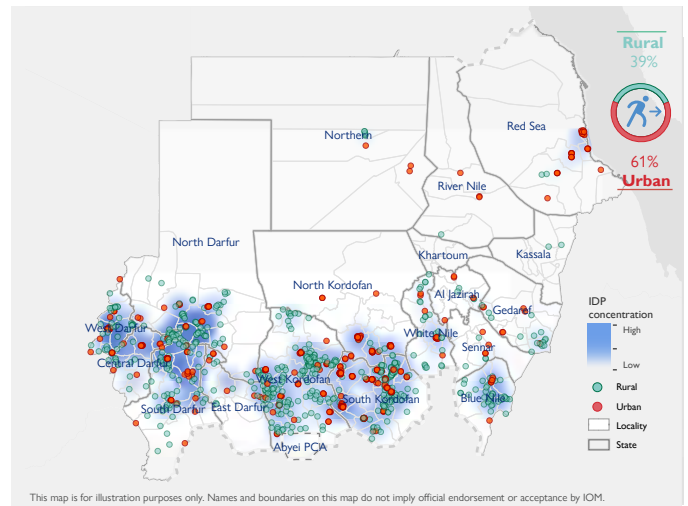 Rural
39%
Red Sea
Northern
61%
Urban
River Nile
North Darfur
Khartoum
Kassala
North Kordofan
Al Jazirah
Gedaref
IDP
concentration
High
Low
West Darfur
White Nile
Sennar
Central Darfur
West Kordofan
Rural
South Kordofan
Blue Nile
South Darfur
East Darfur
Urban
Locality
Abyei PCA
State
This map is for illustration purposes only. Names and boundaries on this map do not imply official endorsement or acceptance by IOM.